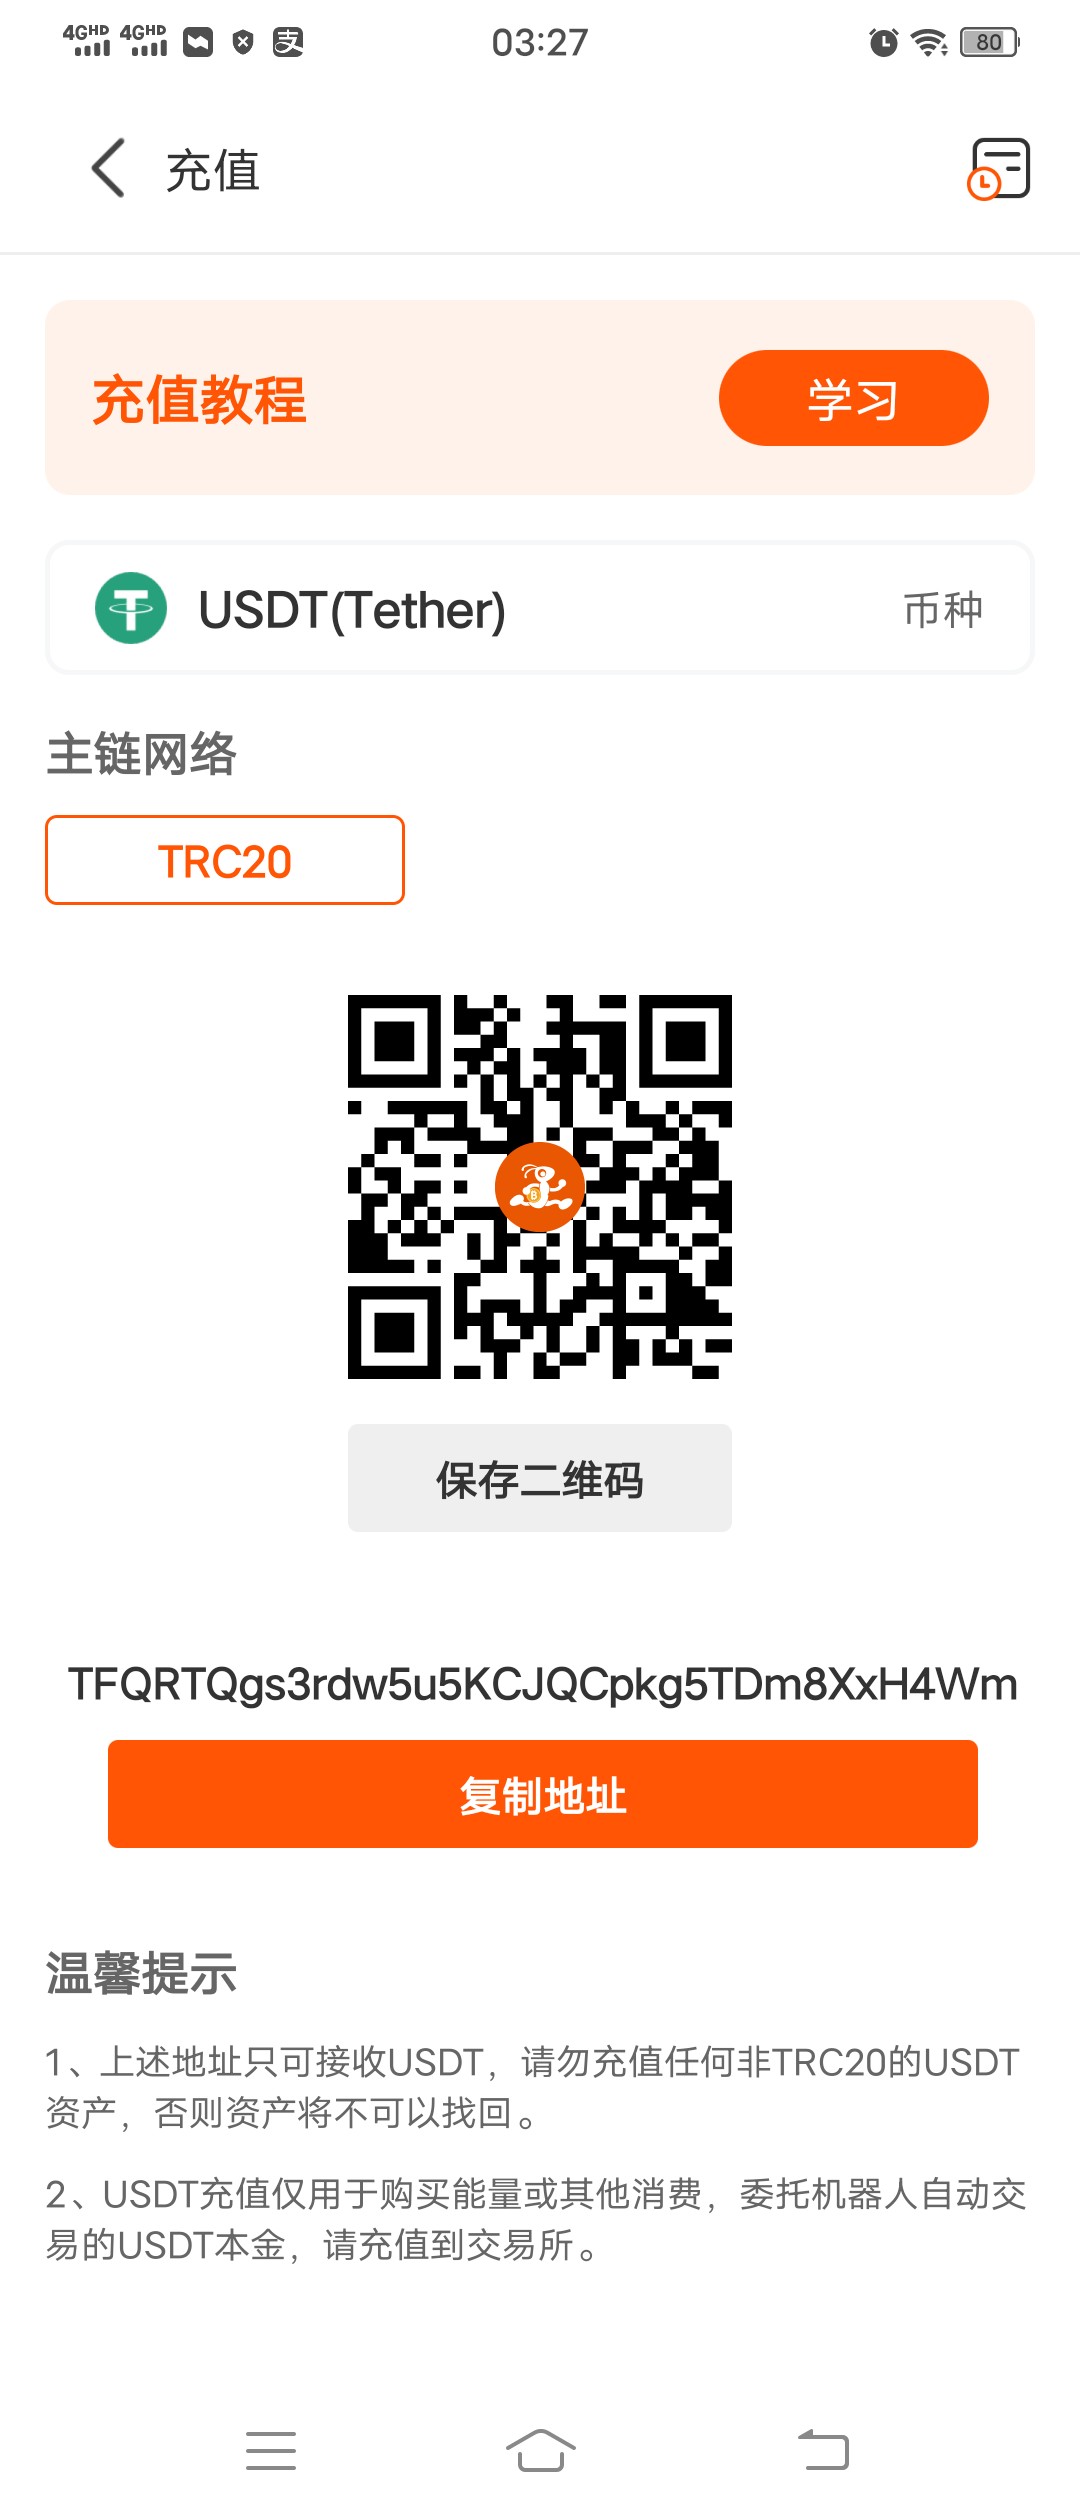 4GHD 4GHD 支 03:27 80
充值
充值教程 学习
USDT(Tether) 币种
主链网络
TRC20
保存二维码
TFQRTQgs3rdw5u5KCJQCpkg5TDm8XxH4Wm
复制地址
温馨提示
1、上述地址只可接收USDT，请勿充值任何非TRC20的USDT
资产，否则资产将不可以找回。
2、USDT充值仅用于购买能量或其他消费，委托机器人自动交
易的USDT本金，请充值到交易所。